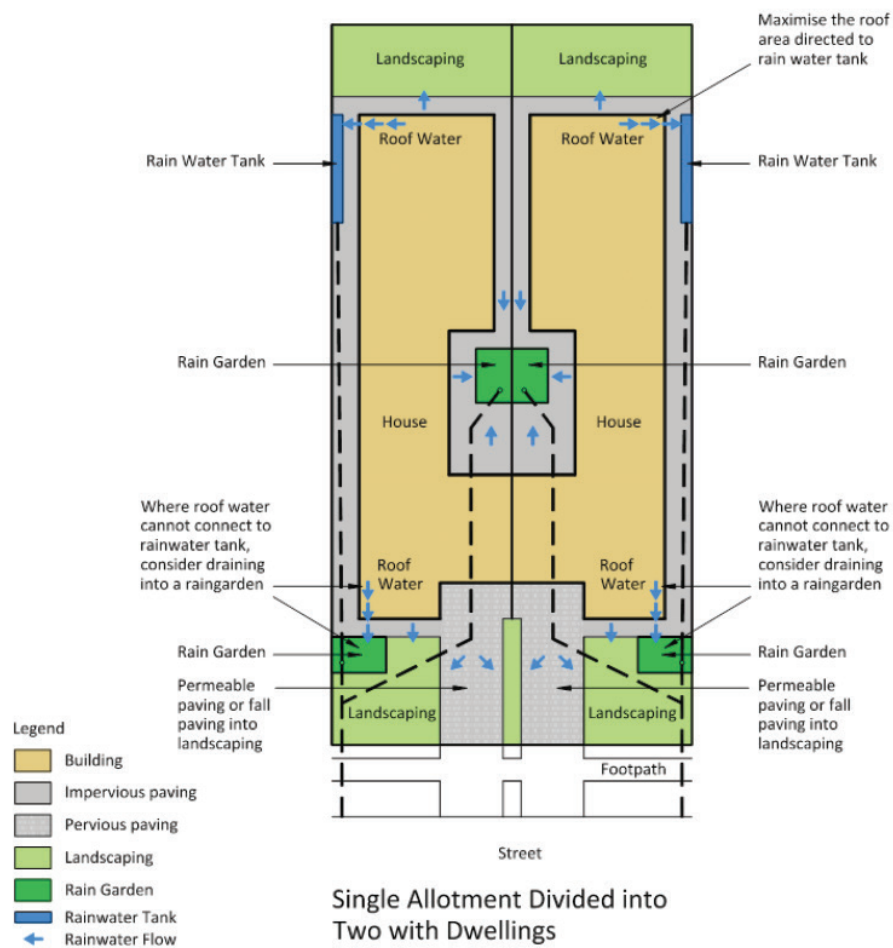 Maximise the roof
area directed to
rain water tank
Landscaping
Landscaping
Roof Water
Roof Water
Rain Water Tank
Rain Water Tank
Rain Garden
Rain Garden
House
House
Where roof water
cannot connect to
rainwater tank,
consider draining
into a raingarden
Where roof water
cannot connect to
rainwater tank,
consider draining
into a raingarden
Roof
Water
Roof
Water
Rain Garden
Rain Garden
Permeable
paving or fall
paving into
landscaping
Landscaping
Landscaping
Permeable
paving or fall
paving into
landscaping
Legend
Building
Impervious paving
Pervious paving
Landscaping
Rain Garden
Rainwater Tank
Rainwater Flow
Footpath
Street
Single Allotment Divided into
Two with Dwellings